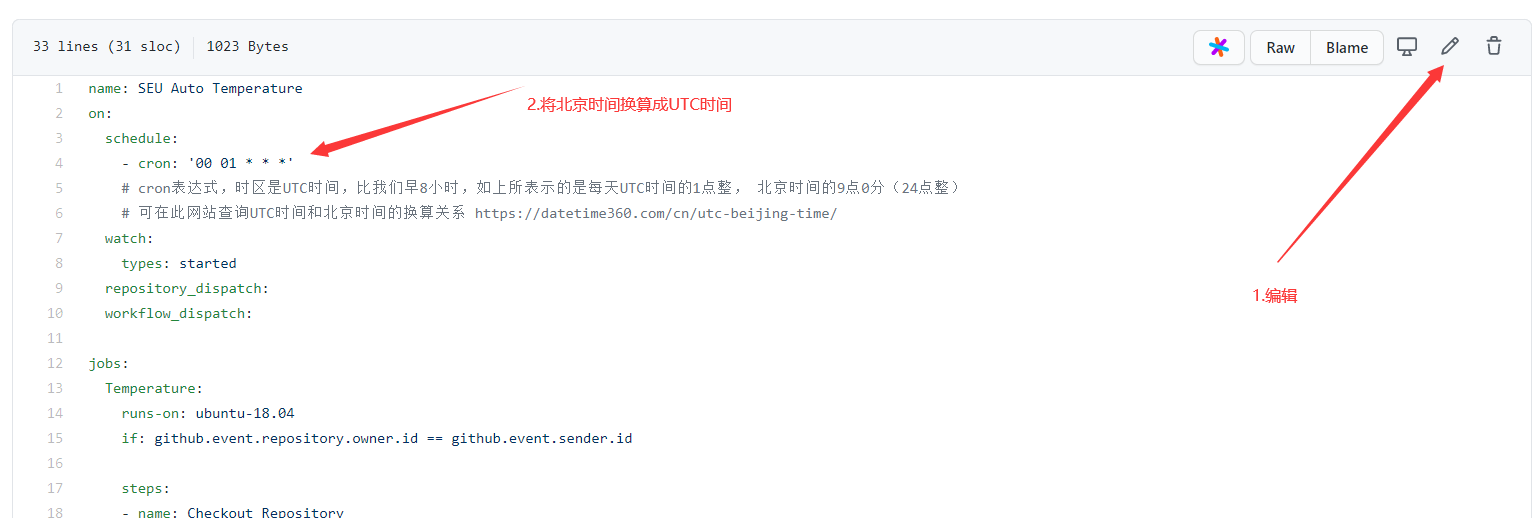 33 lines (31 sloc) 1023 Bytes Raw Blame
1 name: SEU Auto Temperature
2.将北京时间换算成UTC时间
2 on:
3 schedule:
4 - cron: '00 01 * * *'
5 # cron表达式，时区是UTC时间，比我们早8小时，如上所表示的是每天UTC时间的1点整， 北京时间的9点0分（24点整）
6 # 可在此网站查询UTC时间和北京时间的换算关系 https://datetime360.com/cn/utc-beijing-time/
7 watch:
8 types: started
9 repository_dispatch:
1.编辑
10 workflow_dispatch:
11
12 jobs:
13 Temperature:
14 runs-on: ubuntu-18.04
15 if: github.event.repository.owner.id == github.event.sender.id
16
17 steps:
18 - name: Checkout Repository